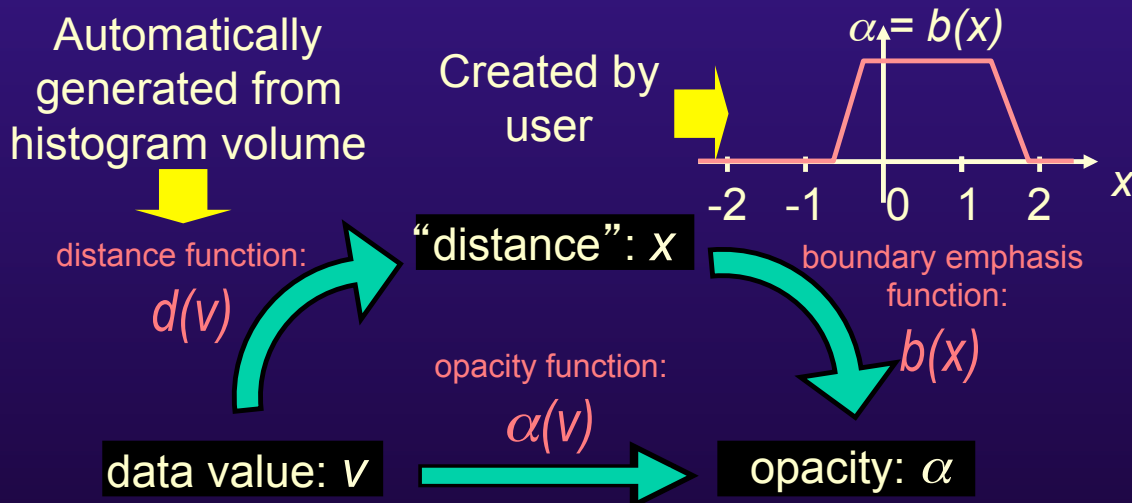 Automatically
generated from
histogram volume
Created by
user
α = b(x)
x
-2 -1 0 1 2
distance function:
d(v)
“distance”: x
boundary emphasis
function:
b(x)
opacity function:
α(v)
data value: v
opacity: α